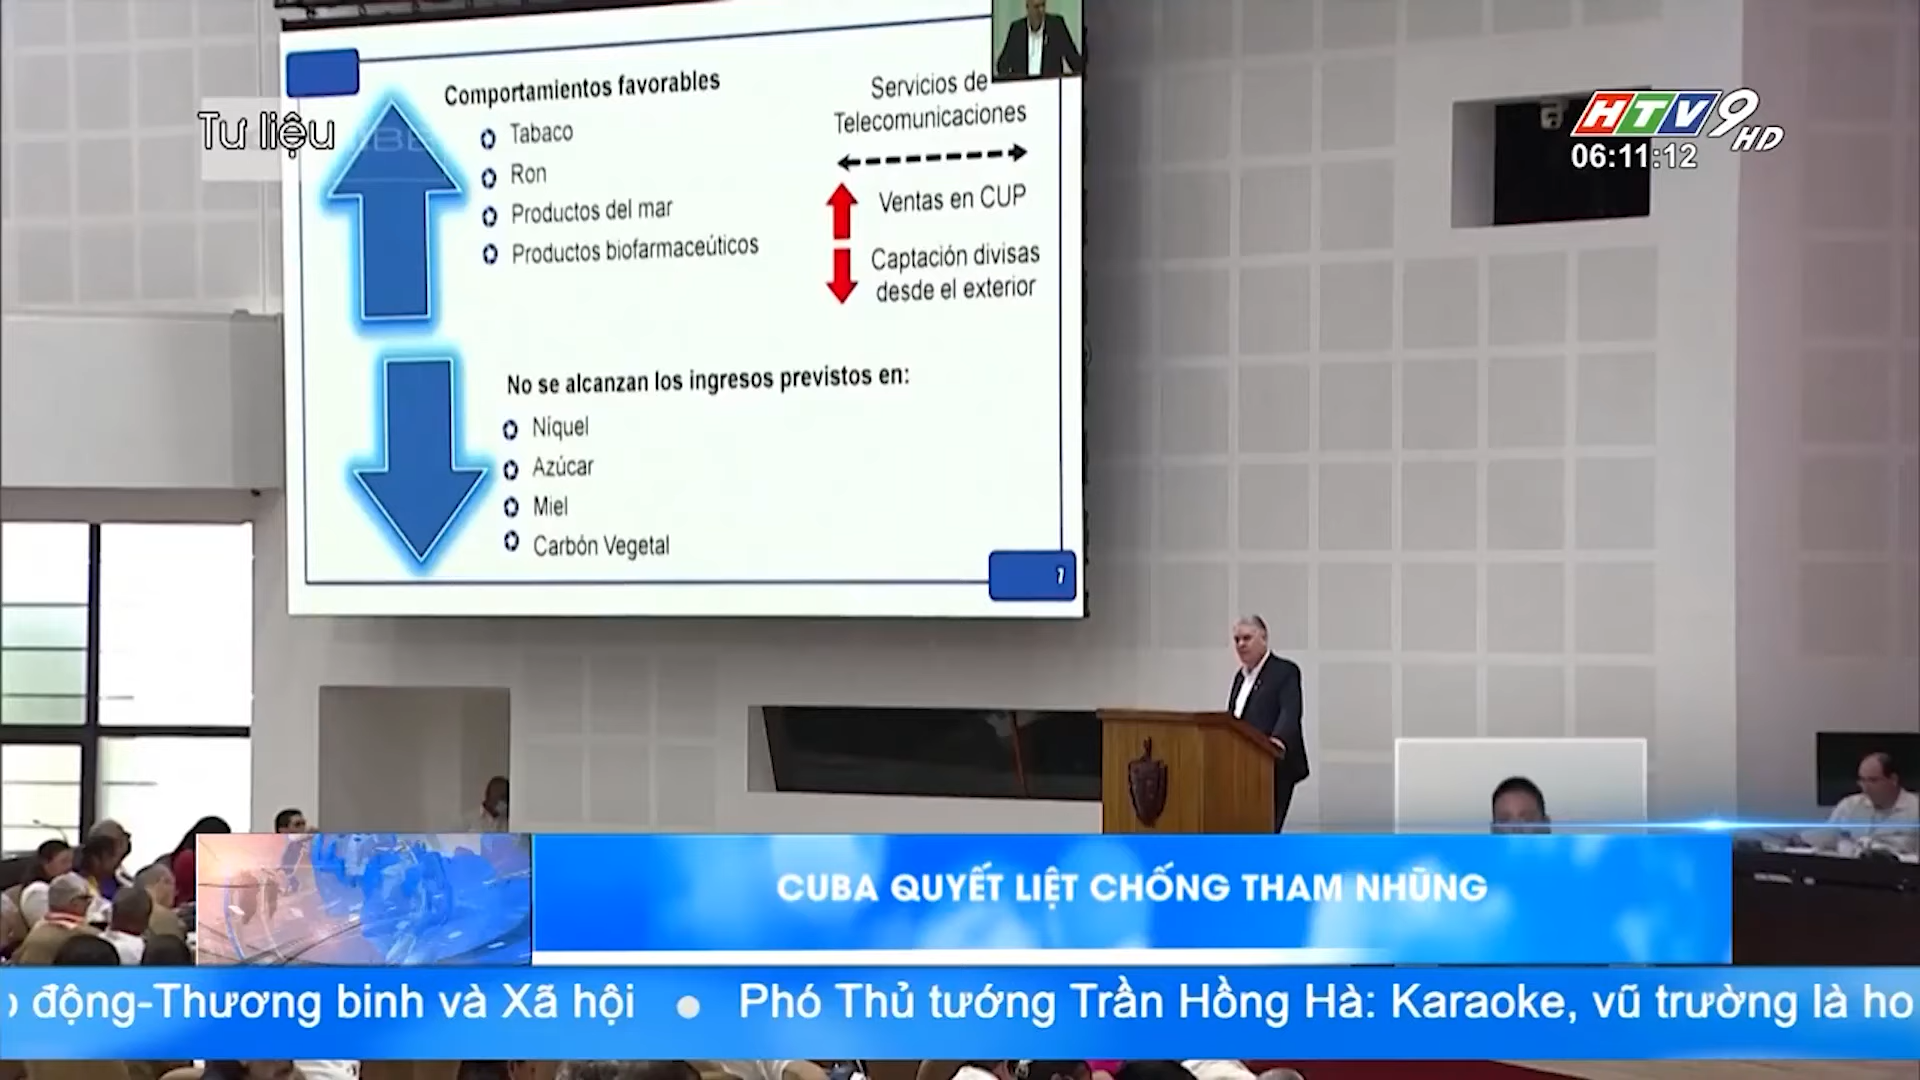 Comportamientos favorables
Tabaco
Ron
Productos del mar
Productos biofarmaceúticos
Servicios de
Telecomunicaciones
Ventas en CUP
Captación divisas
desde el exterior
No se alcanzan los ingresos previstos en:
Níquel
Azúcar
Miel
Carbón Vegetal
7
Tư liệu
HTV9
HD
06:11:12
CUBA QUYẾT LIỆT CHỐNG THAM NHŨNG
động-Thương binh và Xã hội ● Phó Thủ tướng Trần Hồng Hà: Karaoke, vũ trường là ho